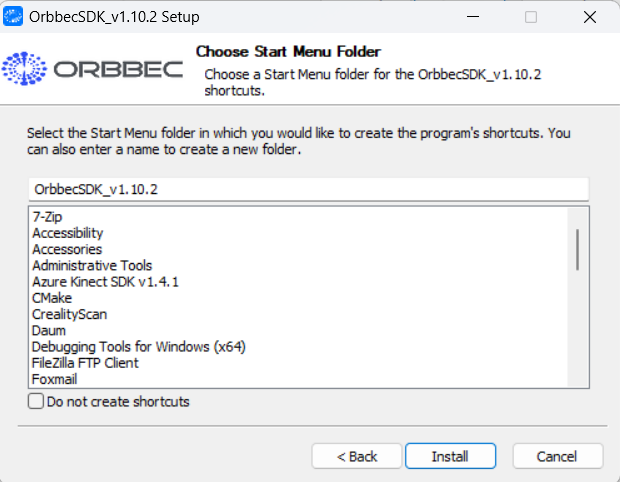 OrbbecSDK_v1.10.2 Setup
ORBBEC
Choose Start Menu Folder
Choose a Start Menu folder for the OrbbecSDK_v1.10.2
shortcuts.
Select the Start Menu folder in which you would like to create the program's shortcuts. You
can also enter a name to create a new folder.
OrbbecSDK_v1.10.2
7-Zip
Accessibility
Accessories
Administrative Tools
Azure Kinect SDK v1.4.1
CMake
CrealityScan
Daum
Debugging Tools for Windows (x64)
FileZilla FTP Client
Foxmail
Do not create shortcuts
< Back
Install
Cancel